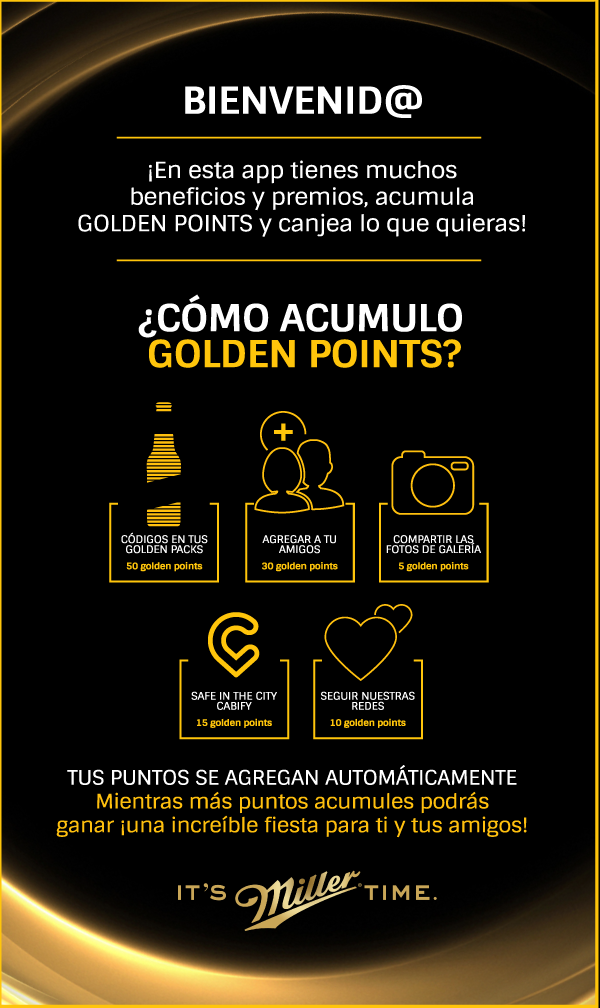 BIENVENID@
¡En esta app tienes muchos
beneficios y premios, acumula
GOLDEN POINTS y canjea lo que quieras!
¿CÓMO ACUMULO
GOLDEN POINTS?
CÓDIGOS EN TUS
GOLDEN PACKS
50 golden points
AGREGAR A TU
AMIGOS
30 golden points
COMPARTIR LAS
FOTOS DE GALERÍA
5 golden points
SAFE IN THE CITY
CABIFY
15 golden points
SEGUIR NUESTRAS
REDES
10 golden points
TUS PUNTOS SE AGREGAN AUTOMÁTICAMENTE
Mientras más puntos acumules podrás
ganar ¡una increíble fiesta para ti y tus amigos!
IT'S Miller® TIME.